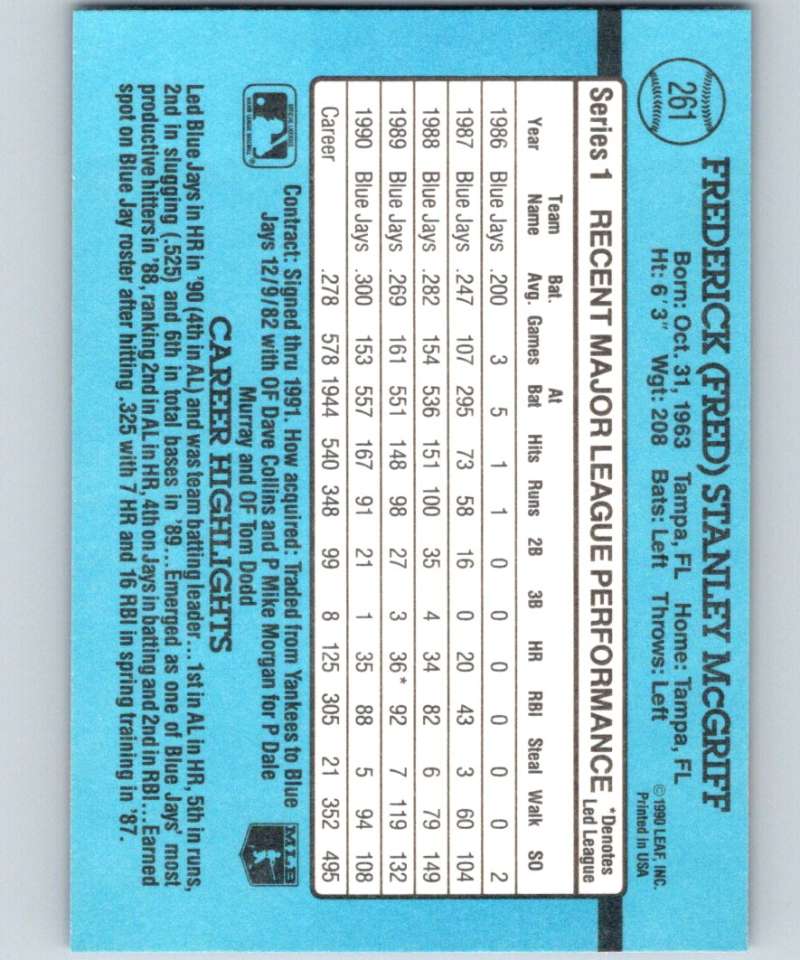 261
FREDERICK (FRED) STANLEY McGRIFF
Born: Oct. 31, 1963 Tampa, FL Home: Tampa, FL
Ht: 6'3" Wgt: 208 Bats: Left Throws: Left
©1990 LEAF, INC.
Printed in USA
Series 1 RECENT MAJOR LEAGUE PERFORMANCE *Denotes
Led League
Team Bat. At
Year Name Avg. Games Bat Hits Runs 2B 3B HR RBI Steal Walk SO
1986 Blue Jays .200 3 5 1 1 0 0 0 0 0 0 2
1987 Blue Jays .247 107 295 73 58 16 0 20 43 3 60 104
1988 Blue Jays .282 154 536 151 100 35 4 34 82 6 79 149
1989 Blue Jays .269 161 551 148 98 27 3 36* 92 7 119 132
1990 Blue Jays .300 153 557 167 91 21 1 35 88 5 94 108
Career .278 578 1944 540 348 99 8 125 305 21 352 495
Contract: Signed thru 1991. How acquired: Traded from Yankees to Blue
Jays 12/9/82 with OF Dave Collins and P Mike Morgan for P Dale
Murray and OF Tom Dodd
MLB
CAREER HIGHLIGHTS
Led Blue Jays in HR in '90 (4th in AL) and was team batting leader...1st in AL in HR, 5th in runs,
2nd in slugging (.525) and 6th in total bases in '89...Emerged as one of Blue Jays' most
productive hitters in '88, ranking 2nd in AL in HR, 4th on Jays in batting and 2nd in RBI...Earned
spot on Blue Jay roster after hitting .325 with 7 HR and 16 RBI in spring training in '87.